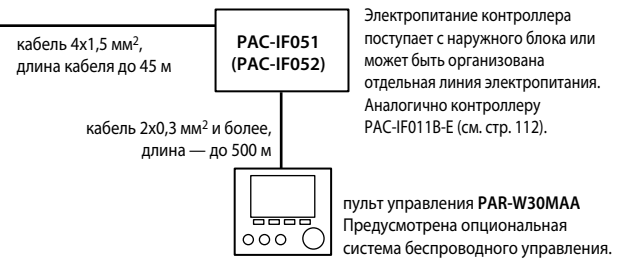 кабель 4x1,5 мм²,
длина кабеля до 45 м
PAC-IF051
(PAC-IF052)
Электропитание контроллера
поступает с наружного блока или
может быть организована
отдельная линия электропитания.
Аналогично контроллеру
PAC-IF011B-E (см. стр. 112).
кабель 2x0,3 мм² и более,
длина — до 500 м
пульт управления PAR-W30MAA
Предусмотрена опциональная
система беспроводного управления.